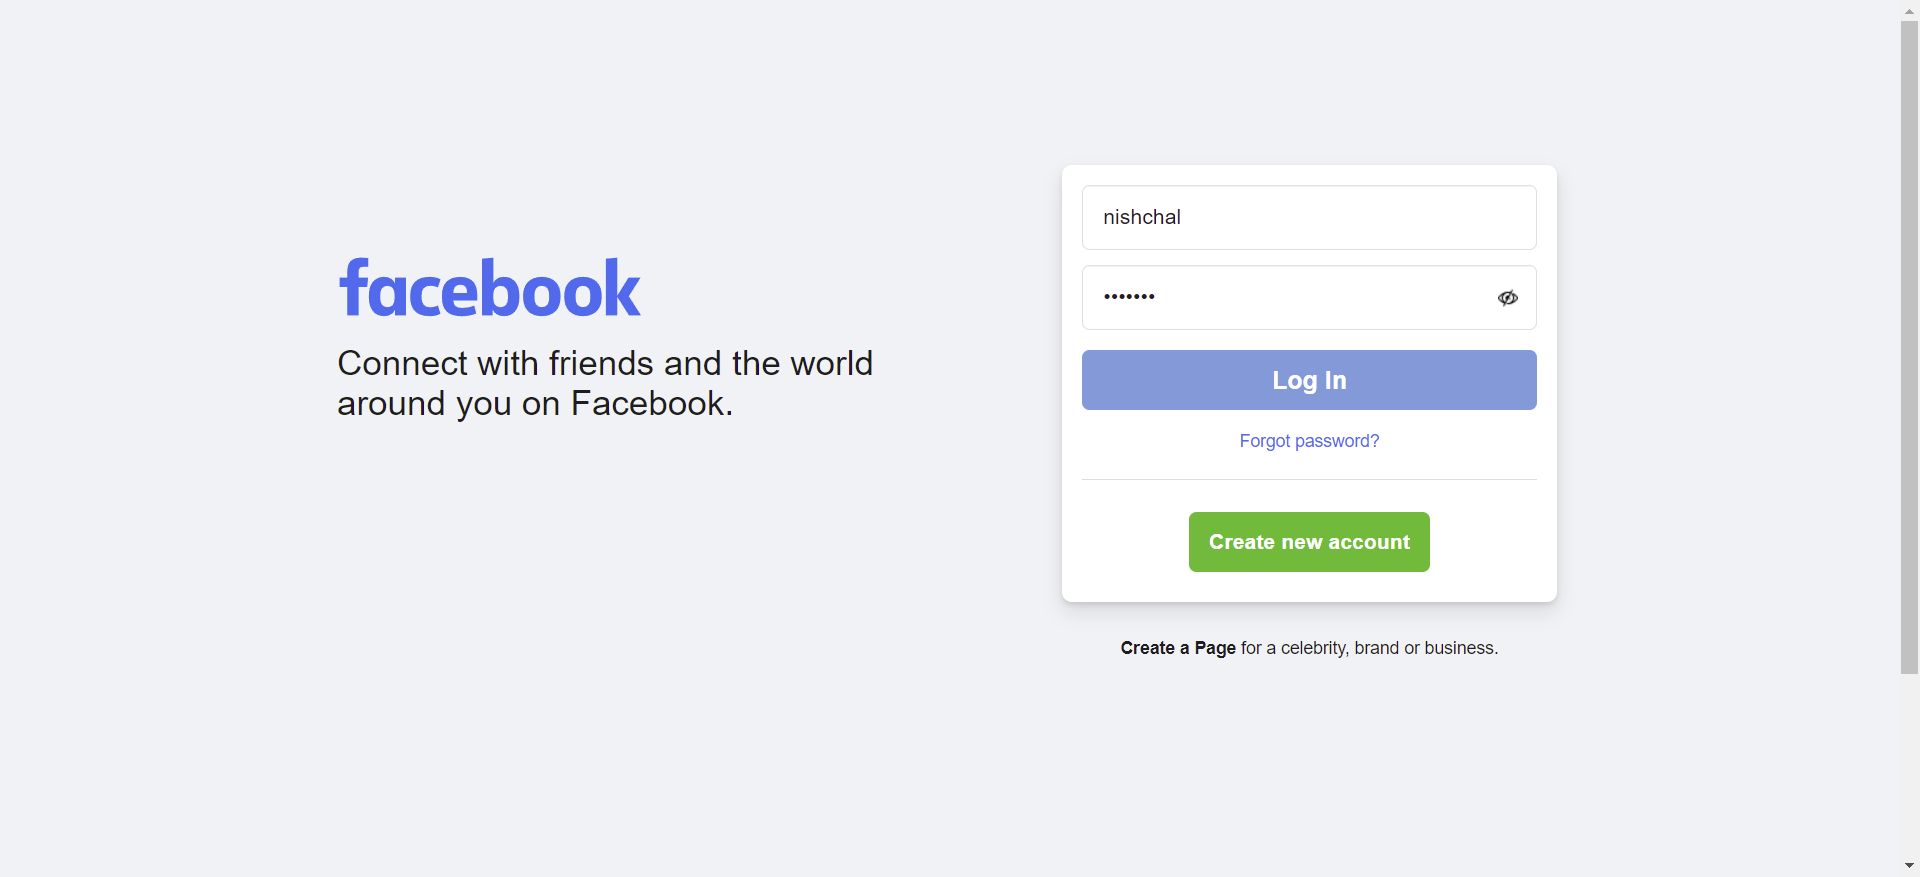 facebook
Connect with friends and the world
around you on Facebook.
nishchal
•••••••
Log In
Forgot password?
Create new account
Create a Page for a celebrity, brand or business.